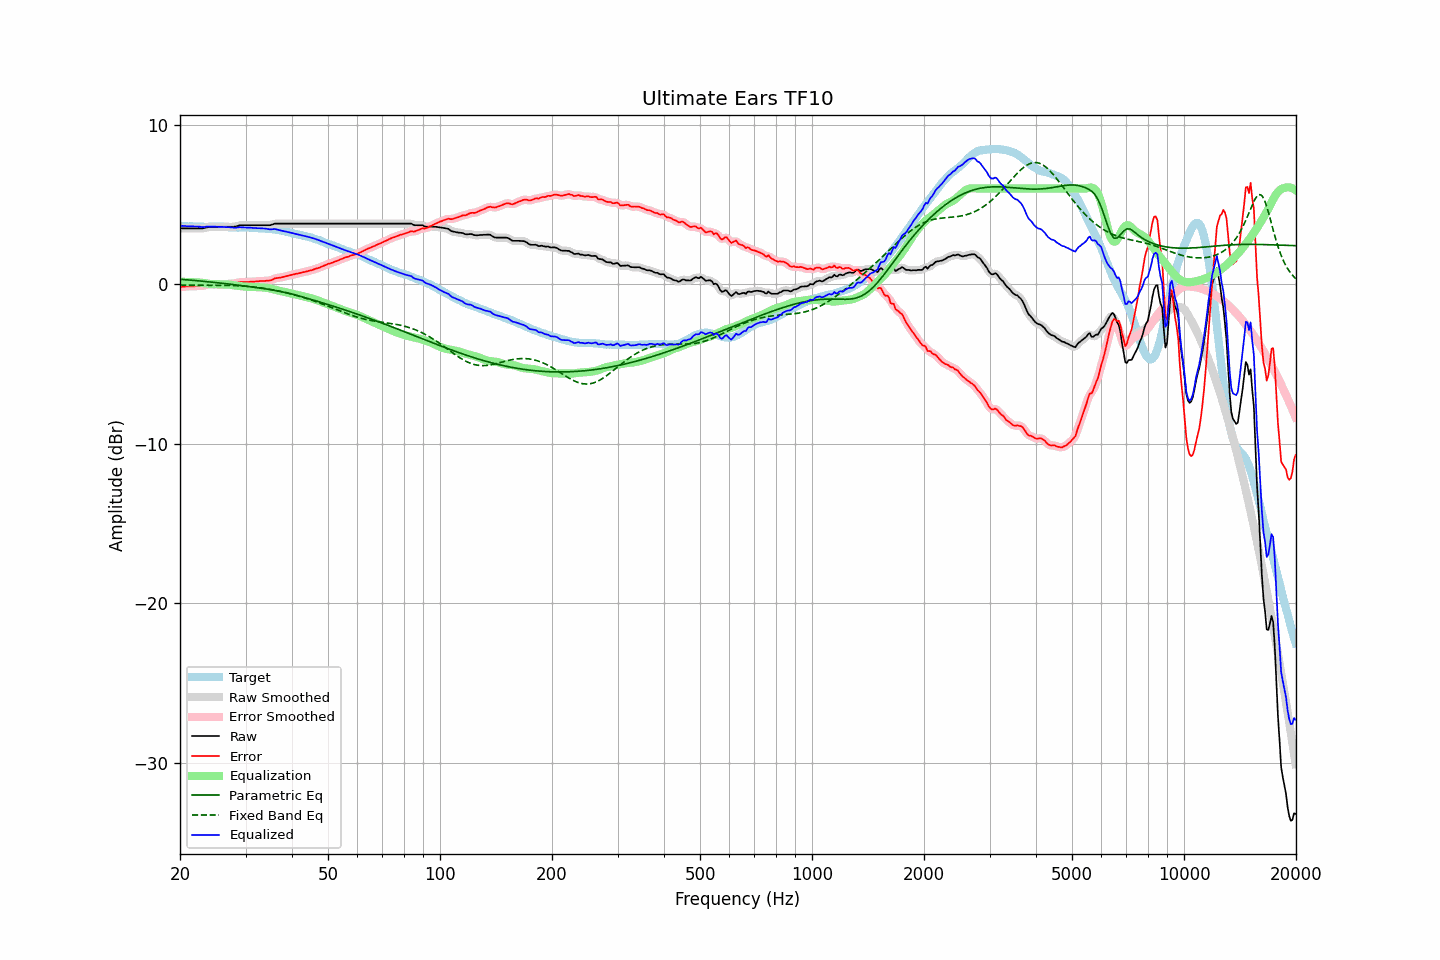 Ultimate Ears TF10
10
0
−10
−20
−30
Amplitude (dBr)
Target
Raw Smoothed
Error Smoothed
Raw
Error
Equalization
Parametric Eq
Fixed Band Eq
Equalized
20 50 100 200 500 1000 2000 5000 10000 20000
Frequency (Hz)